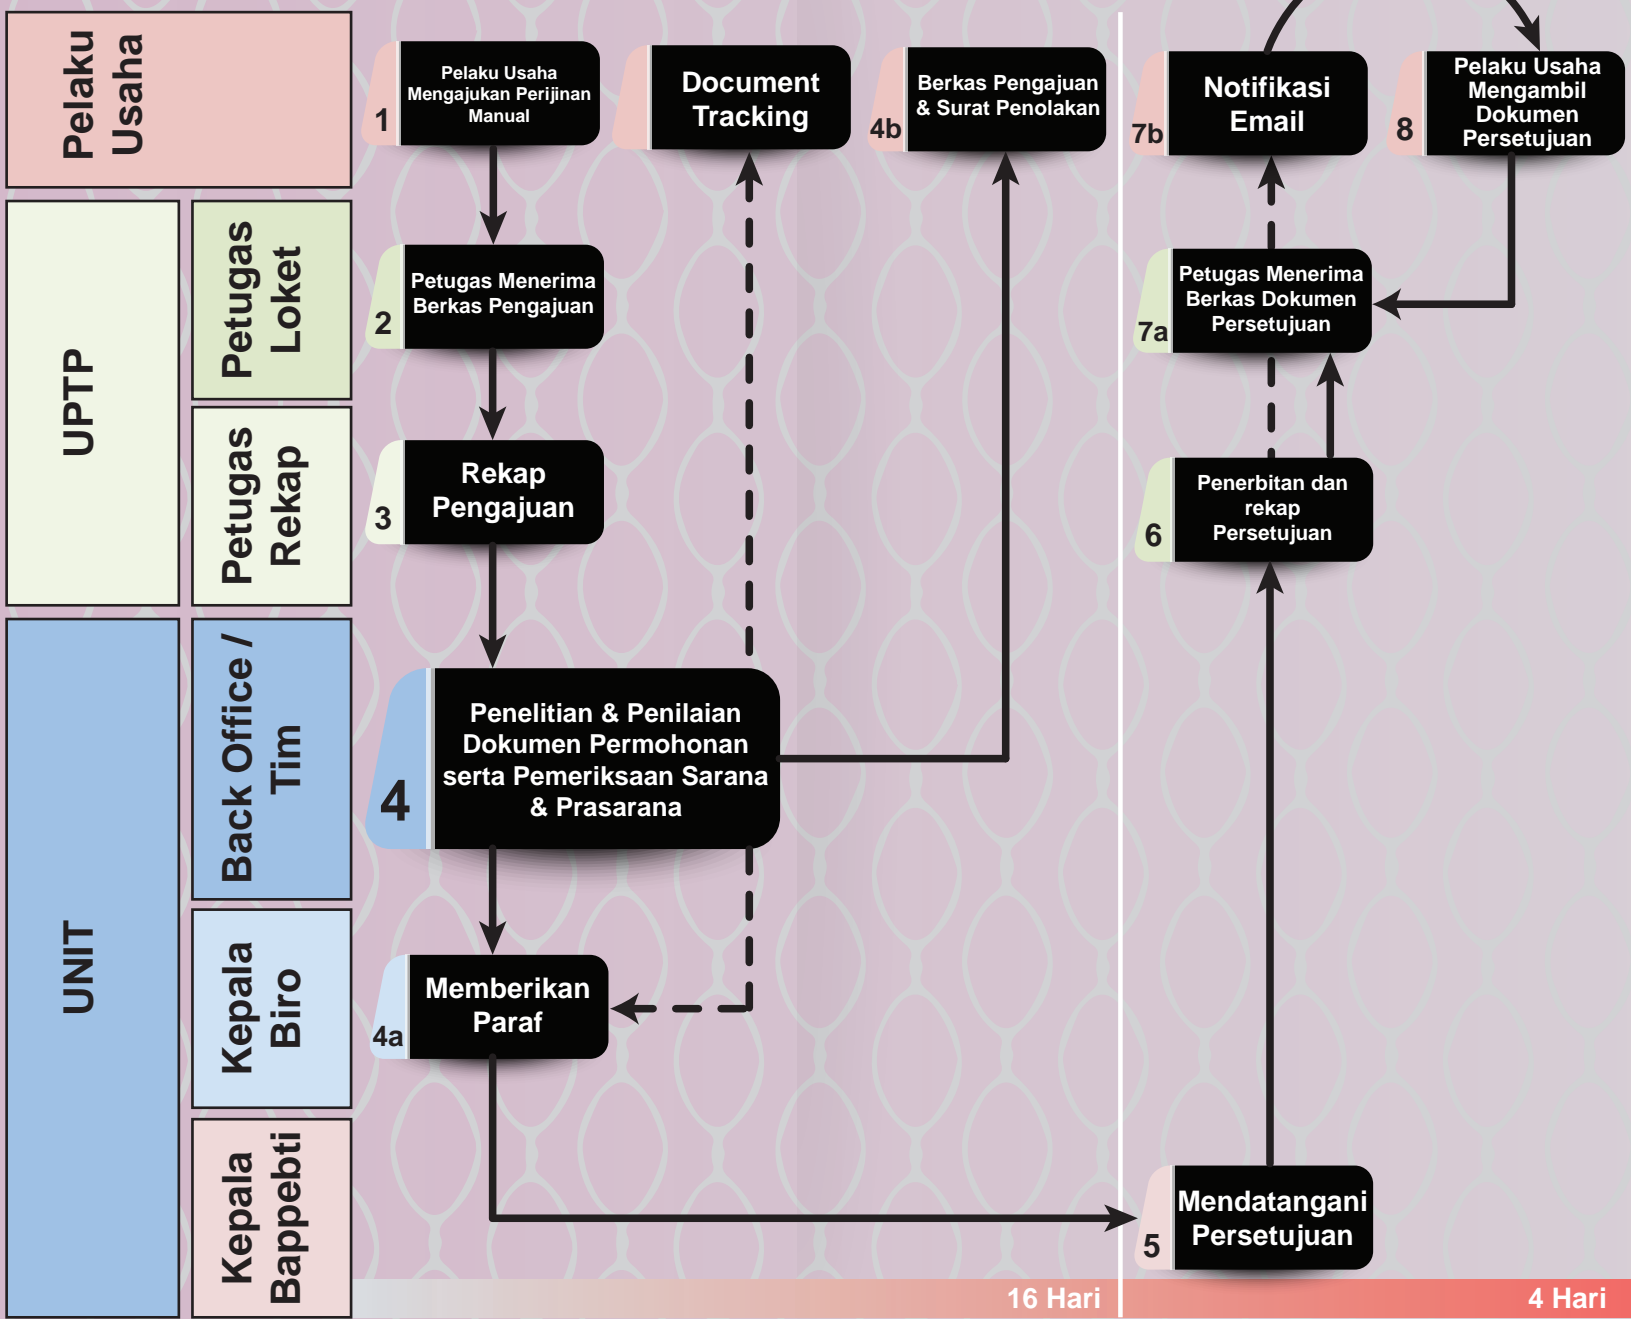 Pelaku
Usaha
UPTP
Petugas
Loket
Petugas
Rekap
UNIT
Back Office /
Tim
Kepala
Biro
Kepala
Bappebti
1
Pelaku Usaha
Mengajukan Perijinan
Manual
Document
Tracking
4b
Berkas Pengajuan
& Surat Penolakan
7b
Notifikasi
Email
8
Pelaku Usaha
Mengambil
Dokumen
Persetujuan
2
Petugas Menerima
Berkas Pengajuan
7a
Petugas Menerima
Berkas Dokumen
Persetujuan
3
Rekap
Pengajuan
6
Penerbitan dan
rekap
Persetujuan
4
Penelitian & Penilaian
Dokumen Permohonan
serta Pemeriksaan Sarana
& Prasarana
4a
Memberikan
Paraf
5
Mendatangani
Persetujuan
16 Hari
4 Hari